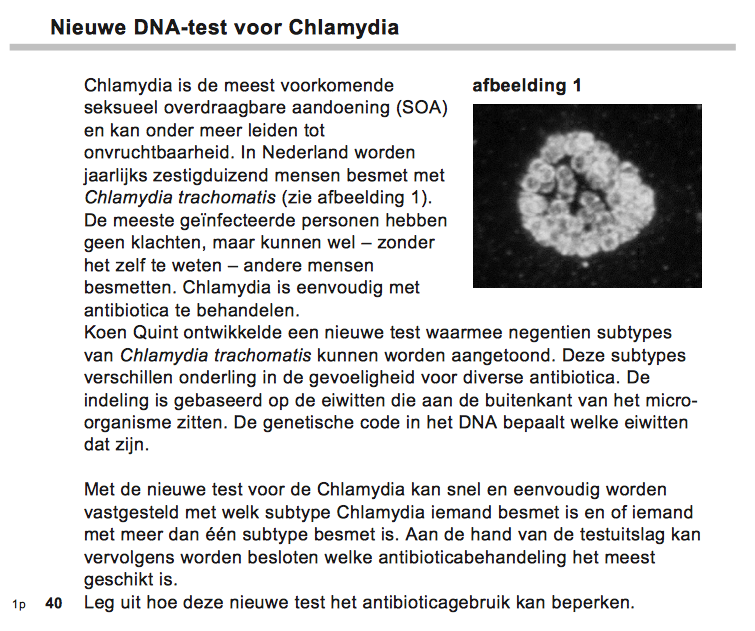 Nieuwe DNA-test voor Chlamydia
Chlamydia is de meest voorkomende
seksueel overdraagbare aandoening (SOA)
en kan onder meer leiden tot
onvruchtbaarheid. In Nederland worden
jaarlijks zestigduizend mensen besmet met
Chlamydia trachomatis (zie afbeelding 1).
De meeste geïnfecteerde personen hebben
geen klachten, maar kunnen wel – zonder
het zelf te weten – andere mensen
besmetten. Chlamydia is eenvoudig met
antibiotica te behandelen.
afbeelding 1
Koen Quint ontwikkelde een nieuwe test waarmee negentien subtypes
van Chlamydia trachomatis kunnen worden aangetoond. Deze subtypes
verschillen onderling in de gevoeligheid voor diverse antibiotica. De
indeling is gebaseerd op de eiwitten die aan de buitenkant van het micro-
organisme zitten. De genetische code in het DNA bepaalt welke eiwitten
dat zijn.
Met de nieuwe test voor de Chlamydia kan snel en eenvoudig worden
vastgesteld met welk subtype Chlamydia iemand besmet is en of iemand
met meer dan één subtype besmet is. Aan de hand van de testuitslag kan
vervolgens worden besloten welke antibioticabehandeling het meest
geschikt is.
1p 40 Leg uit hoe deze nieuwe test het antibioticagebruik kan beperken.